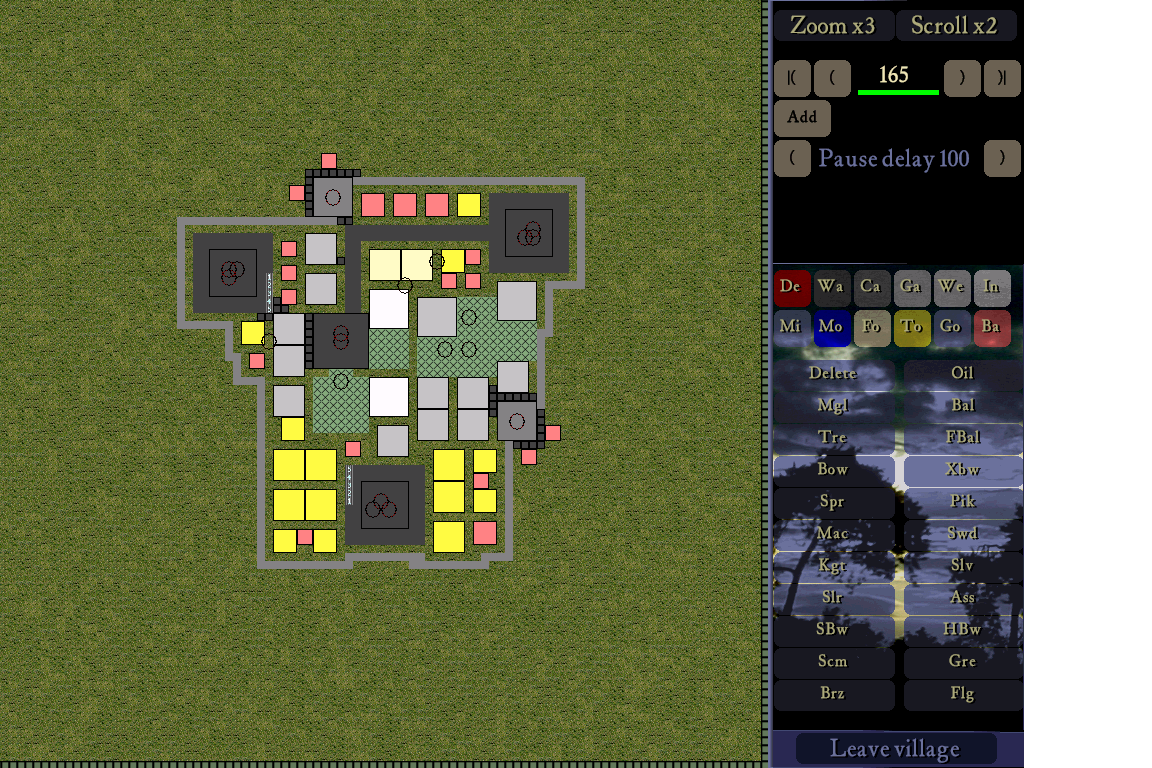 Zoom x3 Scroll x2
165
Add
Pause delay 100
De Wa Ca Ga We In
Mi Mo Fo To Go Ba
Delete Oil
Mgl Bal
Tre FBal
Bow Xbw
Spr Pik
Mac Swd
Kgt Slv
Slr Ass
SBw HBw
Scm Gre
Brz Flg
Leave village